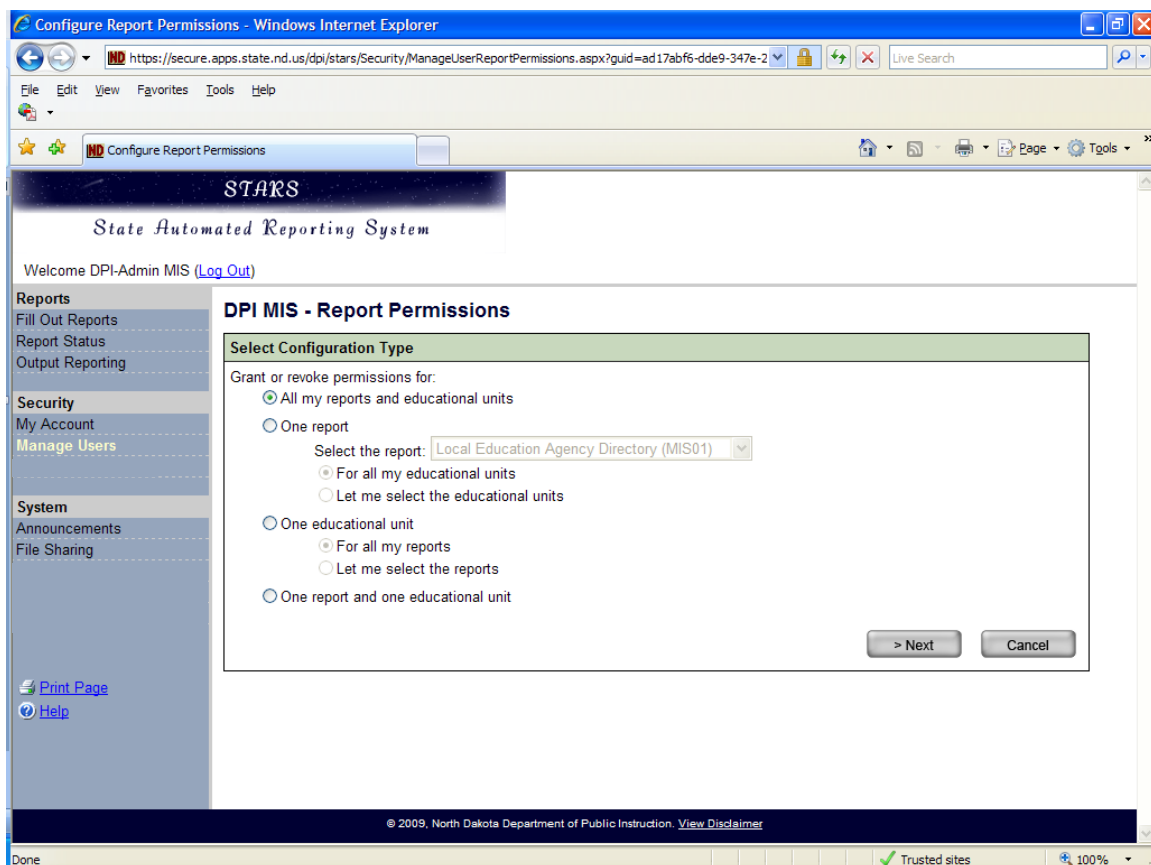 Configure Report Permissions - Windows Internet Explorer
https://secure.apps.state.nd.us/dpi/stars/Security/ManageUserReportPermissions.aspx?guid=ad17abf6-dde9-347e-2
Live Search
File Edit View Favorites Tools Help
Configure Report Permissions
Page Tools
STARS
State Automated Reporting System
Welcome DPI-Admin MIS (Log Out)
Reports
Fill Out Reports
Report Status
Output Reporting
Security
My Account
Manage Users
System
Announcements
File Sharing
Print Page
Help
DPI MIS - Report Permissions
Select Configuration Type
Grant or revoke permissions for:
All my reports and educational units
One report
Select the report: Local Education Agency Directory (MIS01)
For all my educational units
Let me select the educational units
One educational unit
For all my reports
Let me select the reports
One report and one educational unit
> Next Cancel
© 2009, North Dakota Department of Public Instruction. View Disclaimer
Done Trusted sites 100%